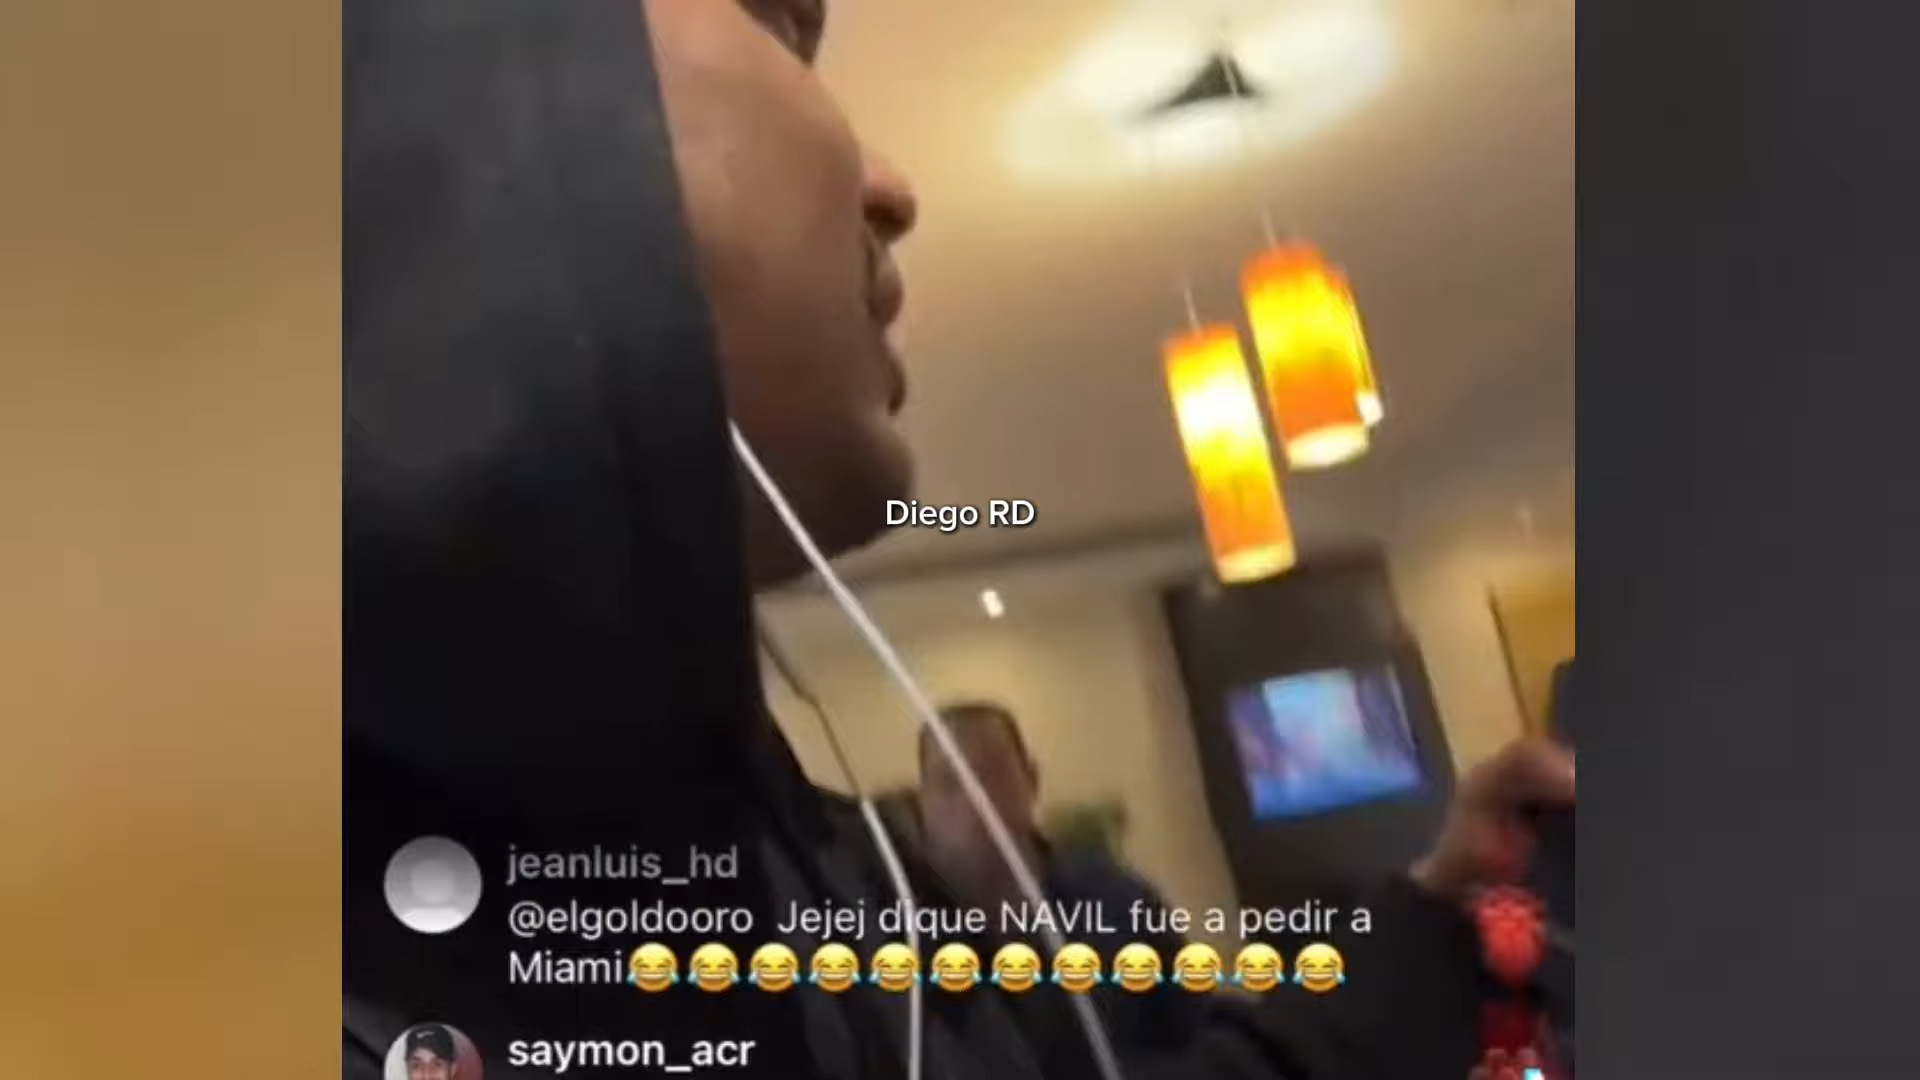 Diego RD
jeanluis_hd
@elgoldooro Jejej dique NAVIL fue a pedir a
Miami😂😂😂😂😂😂😂😂😂😂😂😂
saymon_acr